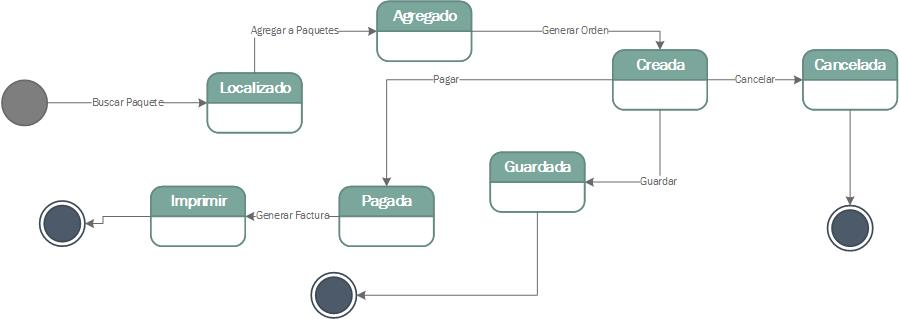 Agregado
Agregar a Paquetes
Generar Orden
Creada
Cancelada
Localizado
Pagar
Cancelar
Buscar Paquete
Guardada
Guardar
Imprimir
Pagada
Generar Factura